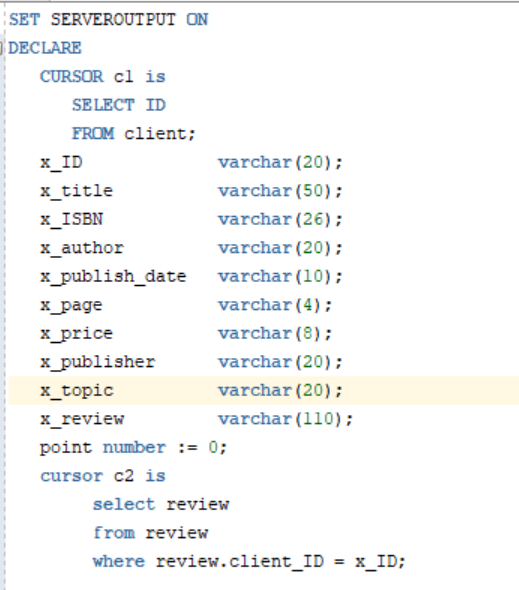 SET SERVEROUTPUT ON
DECLARE
CURSOR c1 is
SELECT ID
FROM client;
x_ID varchar(20);
x_title varchar(50);
x_ISBN varchar(26);
x_author varchar(20);
x_publish_date varchar(10);
x_page varchar(4);
x_price varchar(8);
x_publisher varchar(20);
x_topic varchar(20);
x_review varchar(110);
point number := 0;
cursor c2 is
select review
from review
where review.client_ID = x_ID;